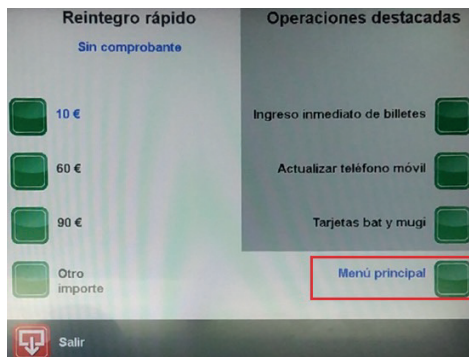 Reintegro rápido
Sin comprobante
10 €
60 €
90 €
Otro
importe
Operaciones destacadas
Ingreso inmediato de billetes
Actualizar teléfono móvil
Tarjetas bat y mugi
Menú principal
Salir